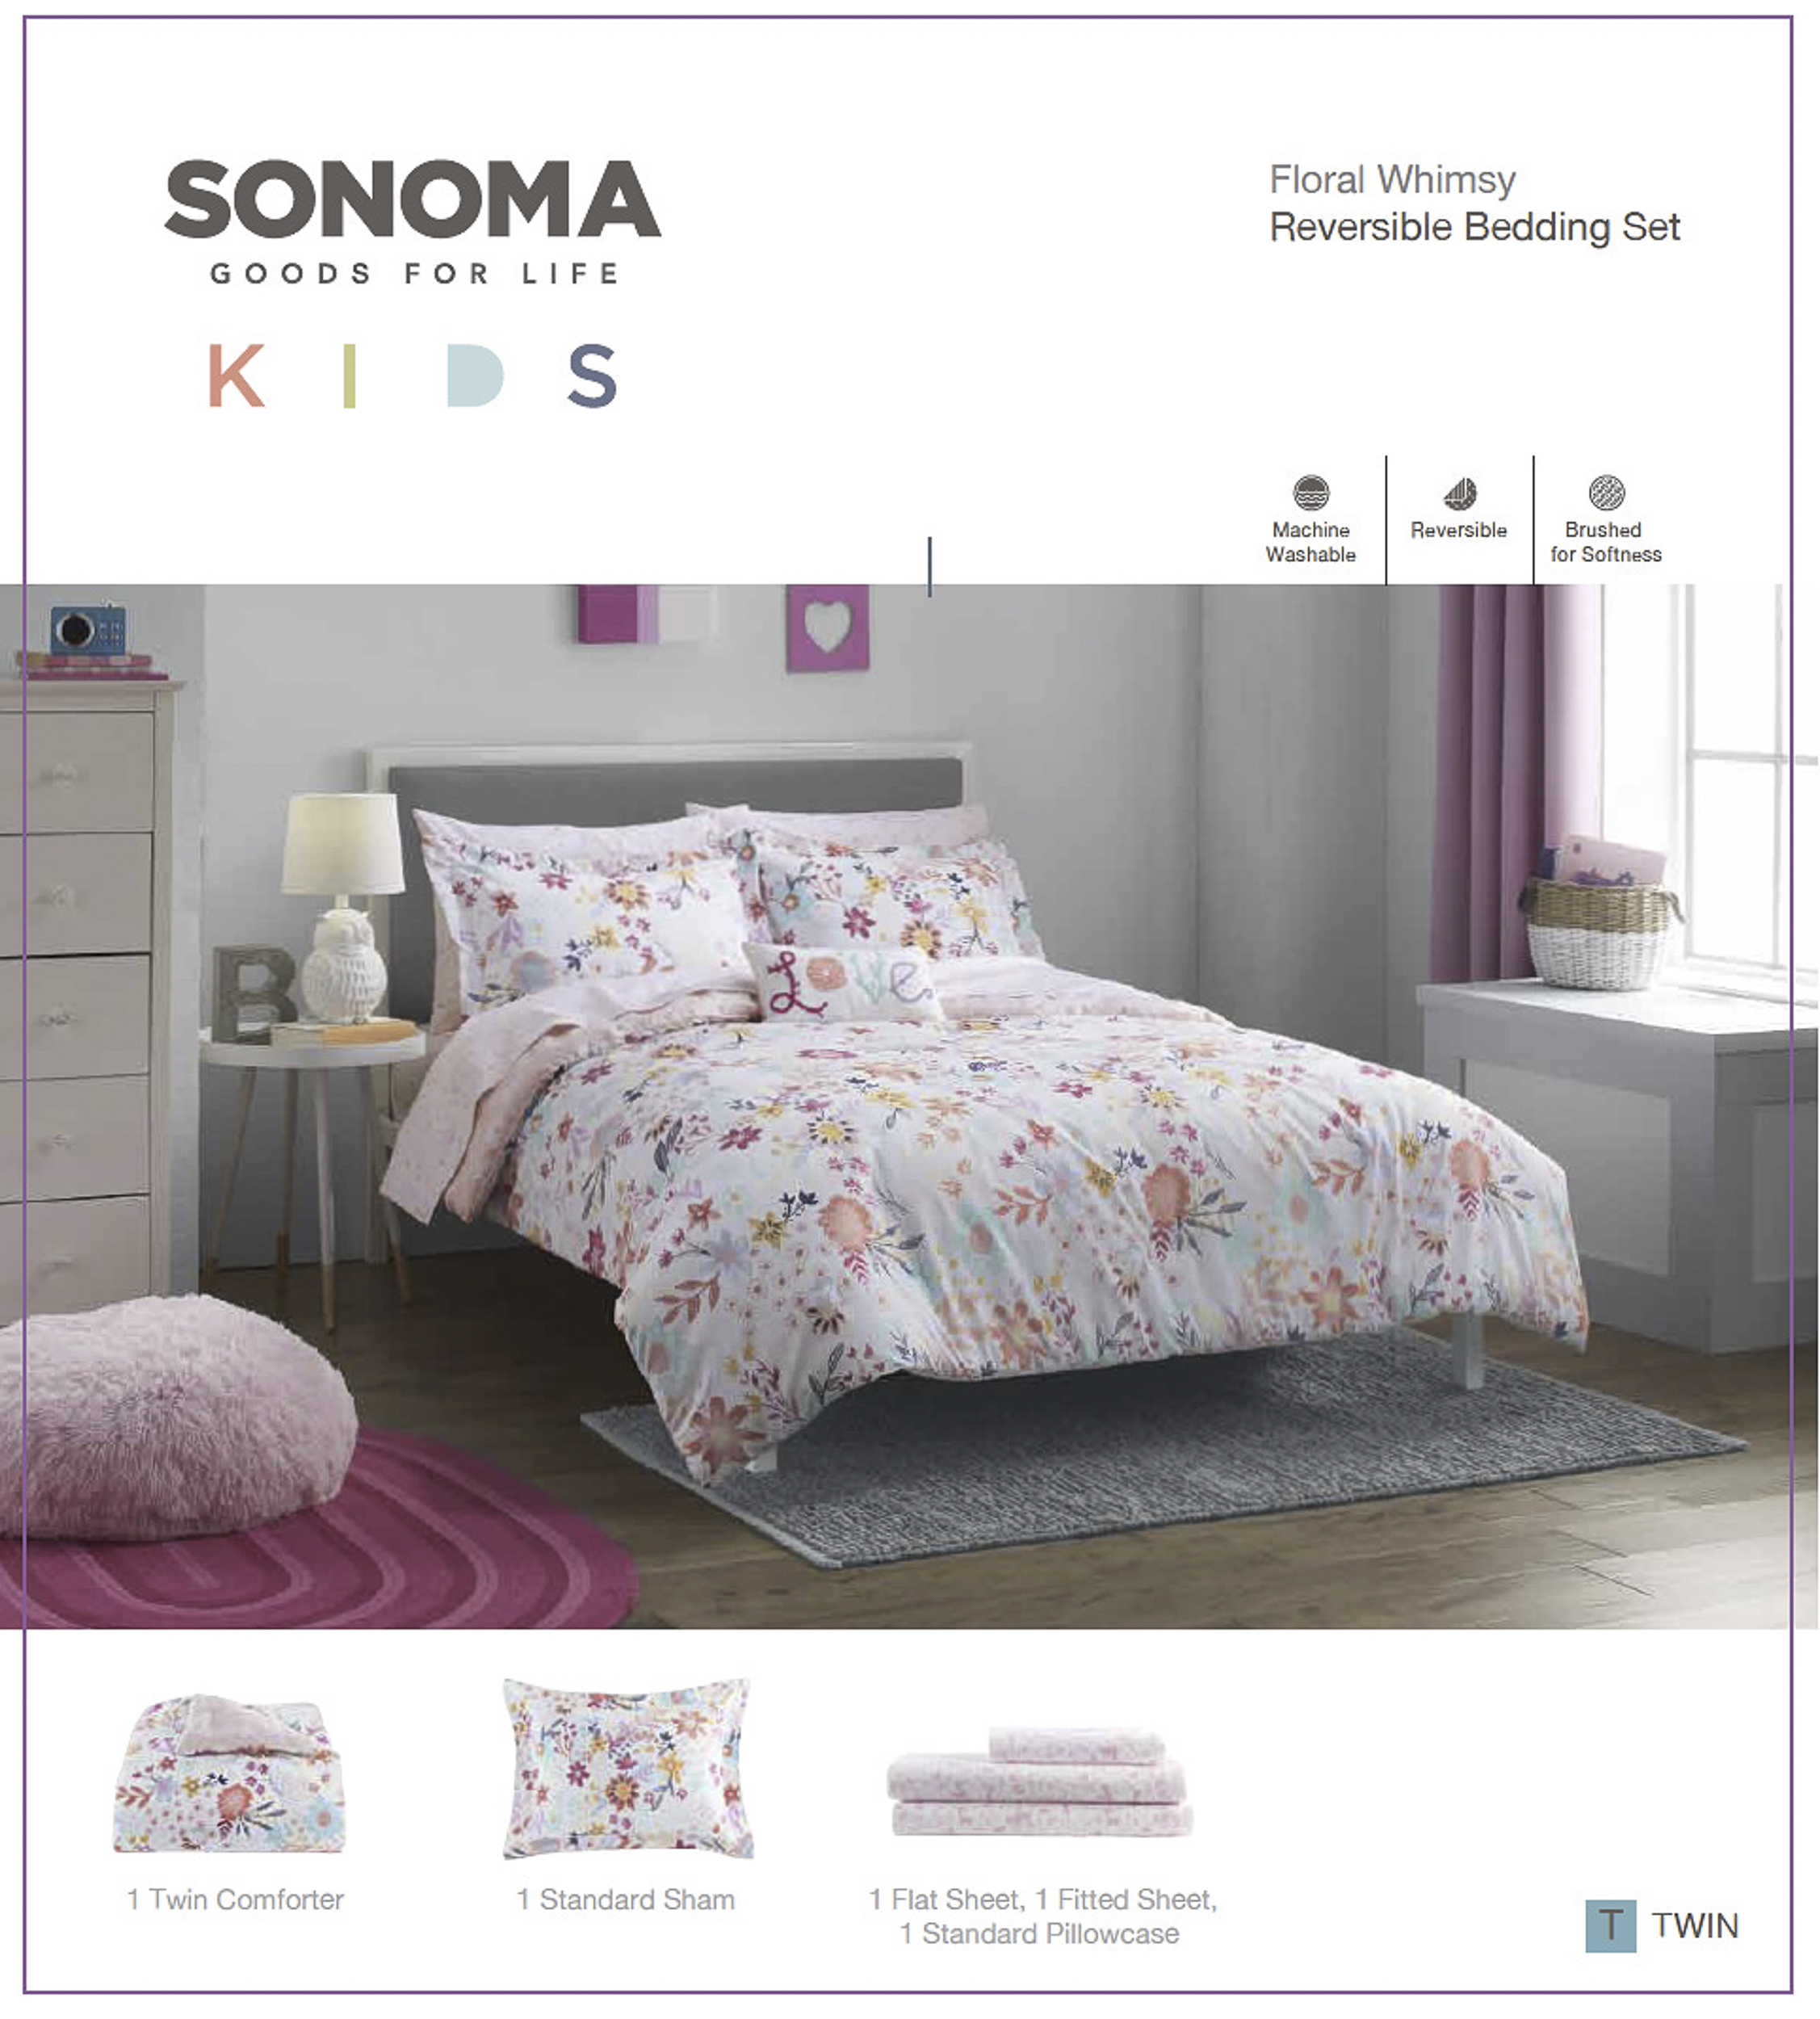 SONOMA
GOODS FOR LIFE
KIDS
Floral Whimsy
Reversible Bedding Set
Machine
Washable
Reversible
Brushed
for Softness
B
Love
1 Twin Comforter
1 Standard Sham
1 Flat Sheet, 1 Fitted Sheet,
1 Standard Pillowcase
T TWIN